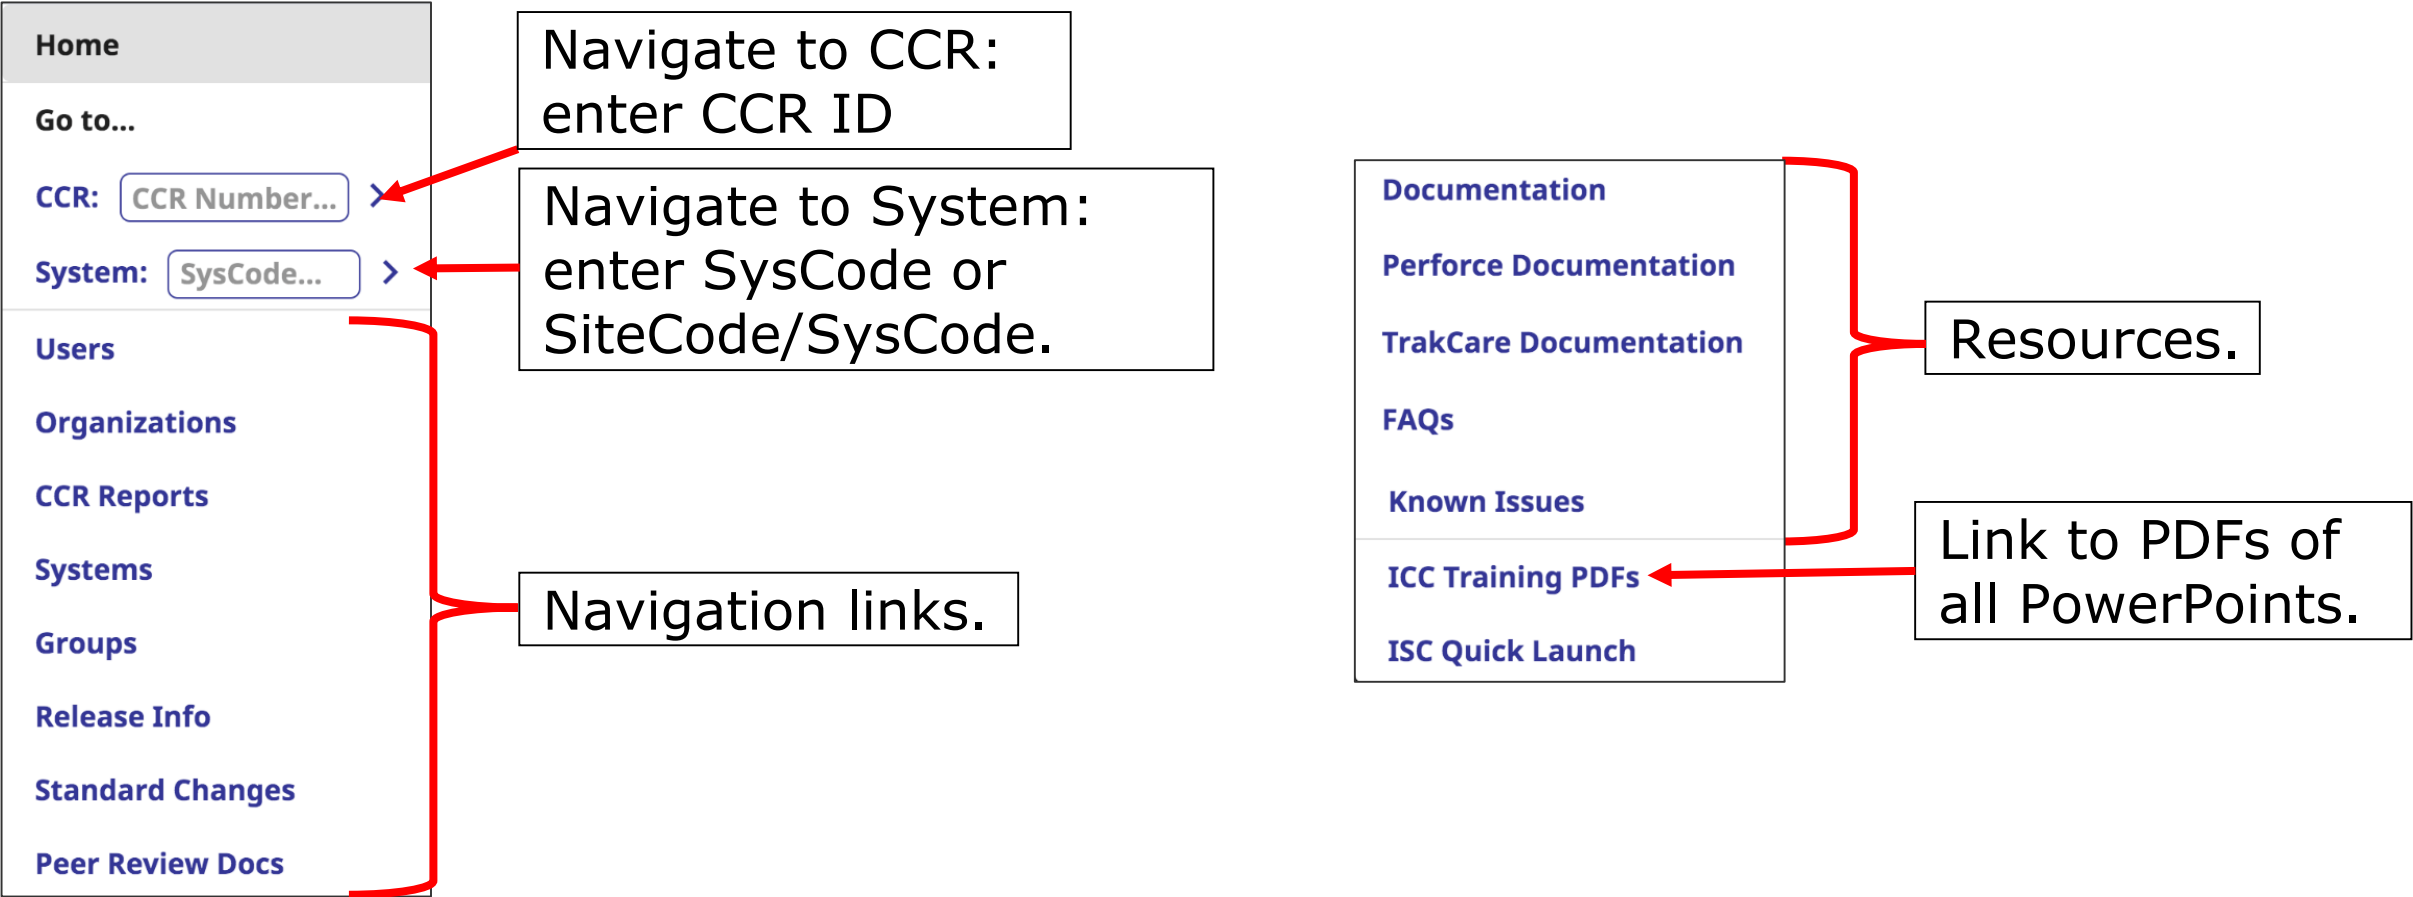 Home
Go to...
CCR: CCR Number...
System: SysCode...
Users
Organizations
CCR Reports
Systems
Groups
Release Info
Standard Changes
Peer Review Docs
Navigate to CCR:
enter CCR ID
Navigate to System:
enter SysCode or
SiteCode/SysCode.
Navigation links.
Documentation
Perforce Documentation
TrakCare Documentation
FAQs
Known Issues
ICC Training PDFs
ISC Quick Launch
Resources.
Link to PDFs of
all PowerPoints.